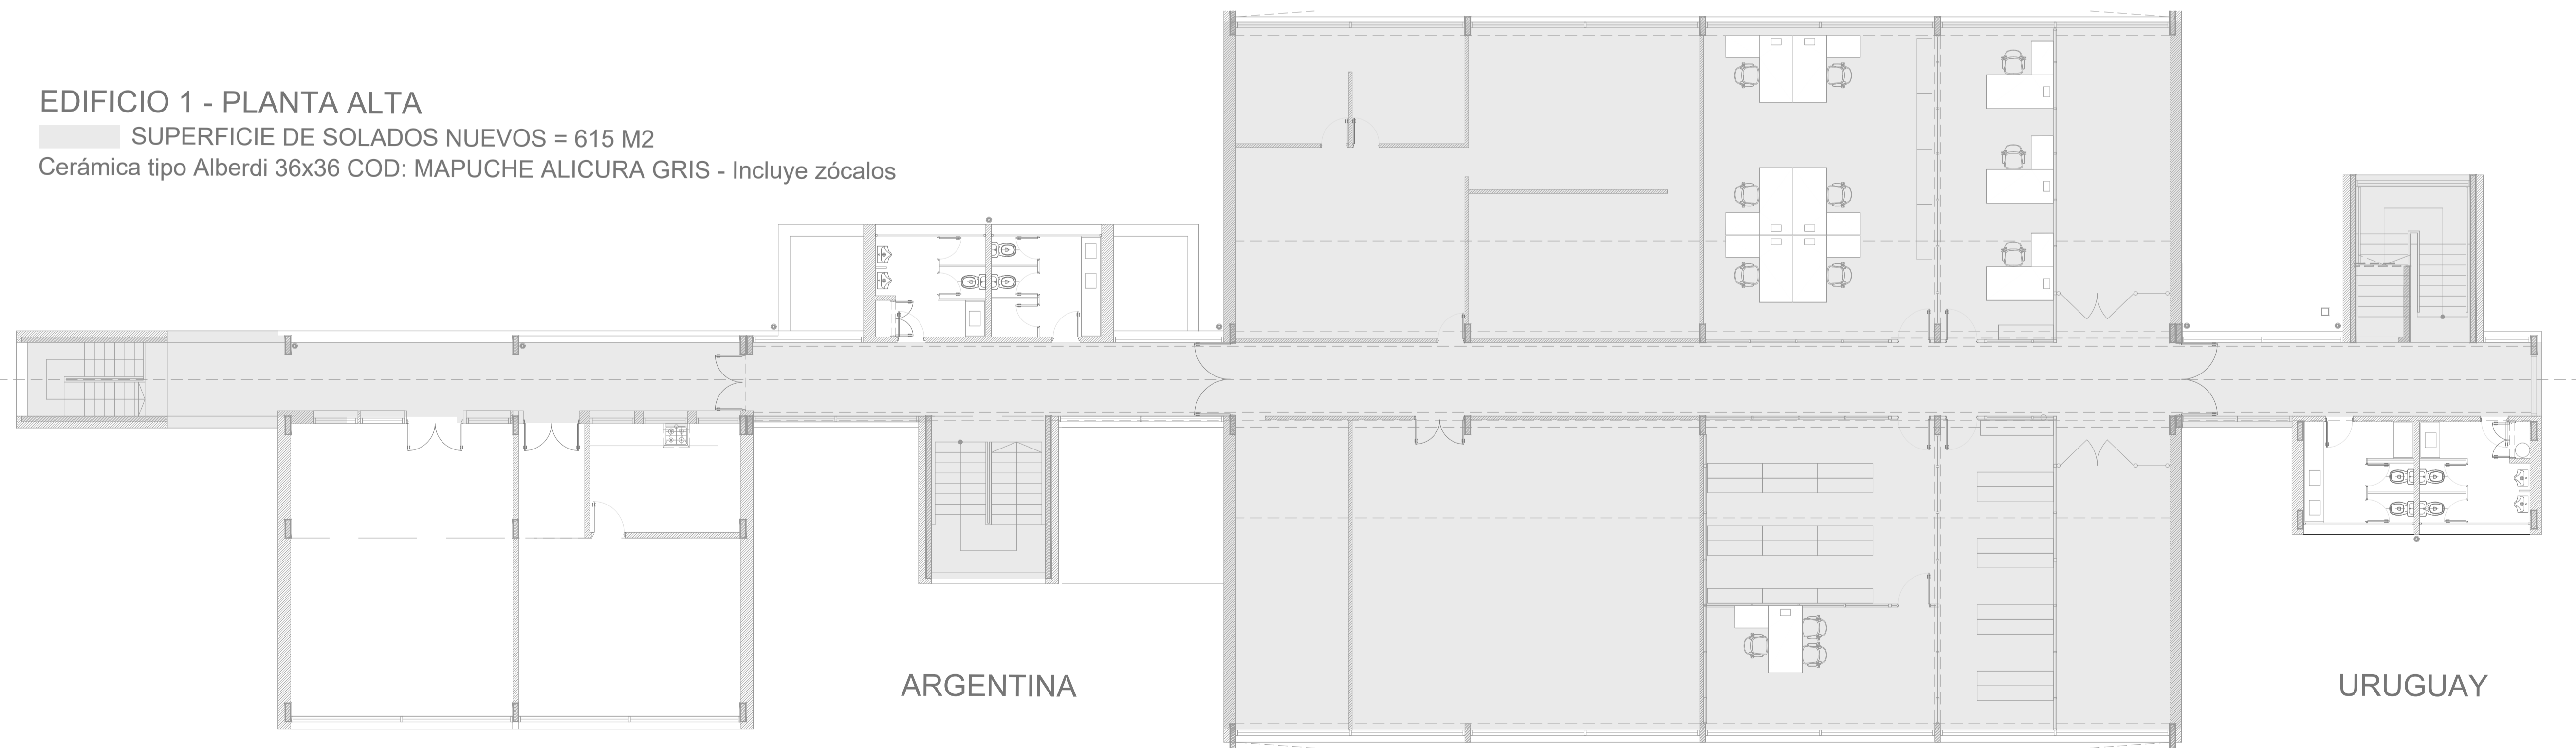 EDIFICIO 1 - PLANTA ALTA
SUPERFICIE DE SOLADOS NUEVOS = 615 M2
Cerámica tipo Alberdi 36x36 COD: MAPUCHE ALICURA GRIS - Incluye zócalos
ARGENTINA
URUGUAY